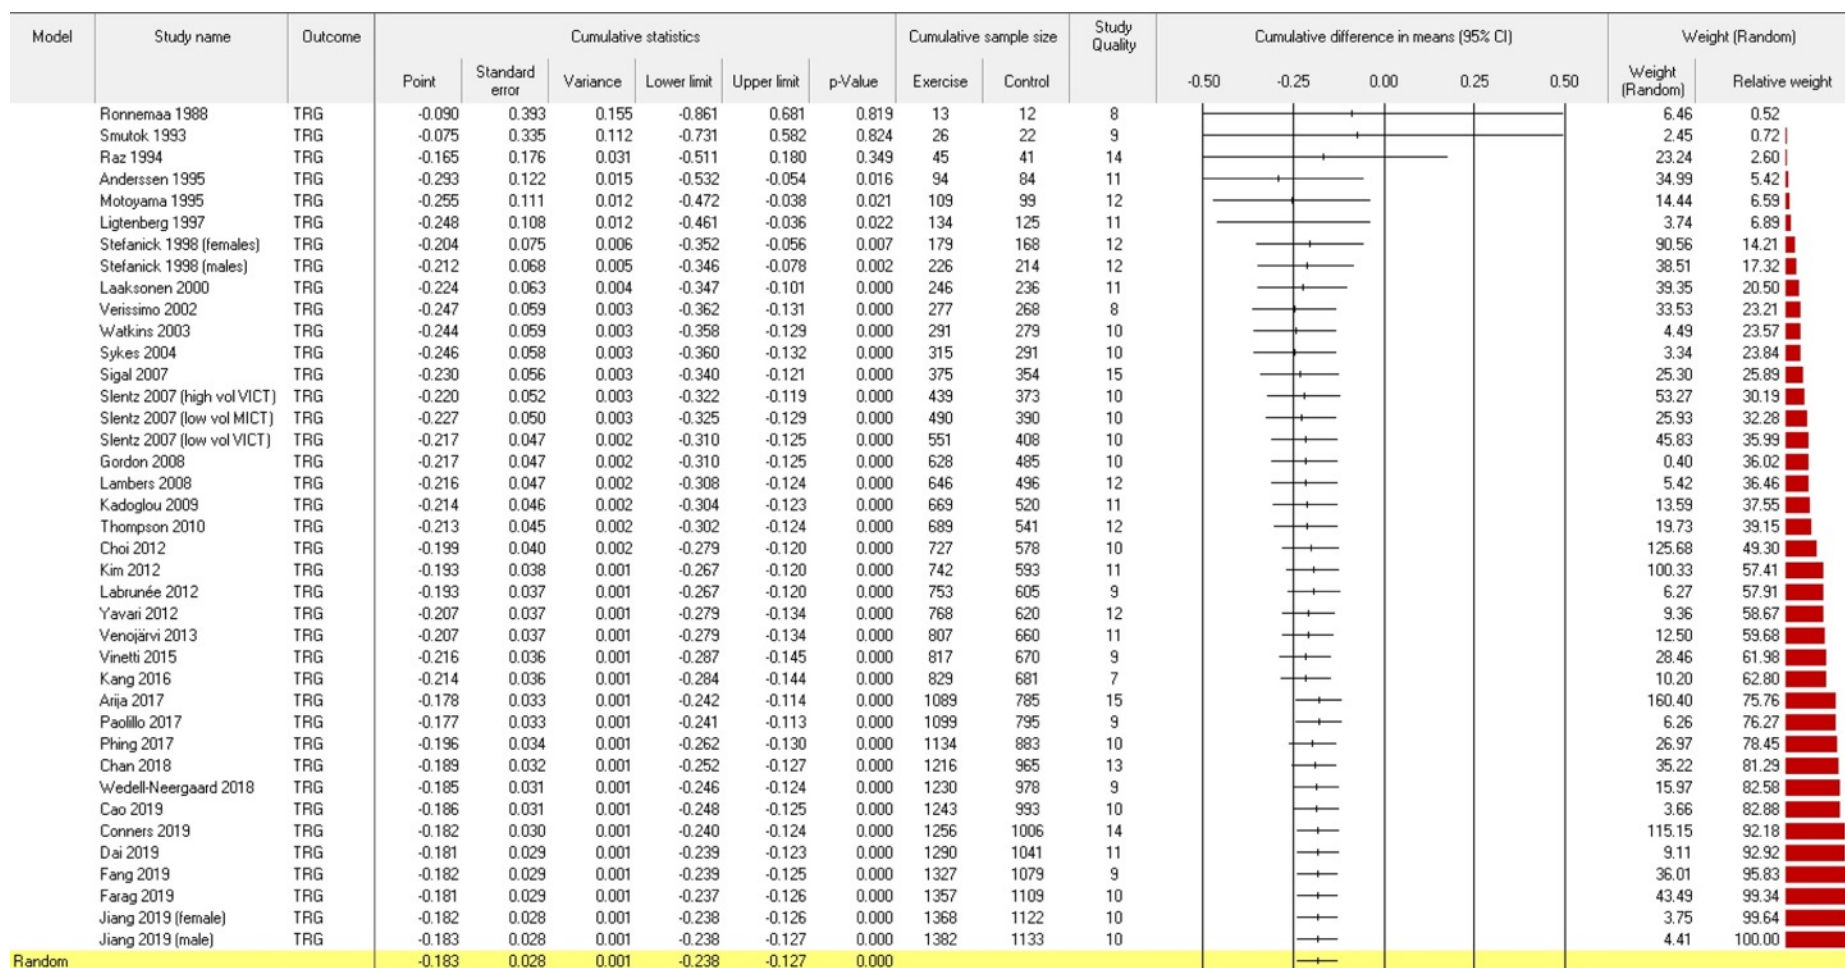 Model Study name Outcome Cumulative statistics Cumulative sample size Study Quality Cumulative difference in means (95% CI) Weight (Random)
Point Standard error Variance Lower limit Upper limit p-Value Exercise Control -0.50 -0.25 0.00 0.25 0.50 Weight (Random) Relative weight
Ronnemaa 1988 TRG -0.090 0.393 0.155 -0.861 0.681 0.819 13 12 8 6.46 0.52
Smutok 1993 TRG -0.075 0.335 0.112 -0.731 0.582 0.824 26 22 9 2.45 0.72
Raz 1994 TRG -0.165 0.176 0.031 -0.511 0.180 0.349 45 41 14 23.24 2.60
Anderssen 1995 TRG -0.293 0.122 0.015 -0.532 -0.054 0.016 94 84 11 34.99 5.42
Motoyama 1995 TRG -0.255 0.111 0.012 -0.472 -0.038 0.021 109 99 12 14.44 6.59
Ligtenberg 1997 TRG -0.248 0.108 0.012 -0.461 -0.036 0.022 134 125 11 3.74 6.89
Stefanick 1998 (females) TRG -0.204 0.075 0.006 -0.352 -0.056 0.007 179 168 12 90.56 14.21
Stefanick 1998 (males) TRG -0.212 0.068 0.005 -0.346 -0.078 0.002 226 214 12 38.51 17.32
Laaksonen 2000 TRG -0.224 0.063 0.004 -0.347 -0.101 0.000 246 236 11 39.35 20.50
Verissimo 2002 TRG -0.247 0.059 0.003 -0.362 -0.131 0.000 277 268 8 33.53 23.21
Watkins 2003 TRG -0.244 0.059 0.003 -0.358 -0.129 0.000 291 279 10 4.49 23.57
Sykes 2004 TRG -0.246 0.058 0.003 -0.360 -0.132 0.000 315 291 10 3.34 23.84
Sigal 2007 TRG -0.230 0.056 0.003 -0.340 -0.121 0.000 375 354 15 25.30 25.89
Slentz 2007 (high vol VICT) TRG -0.220 0.052 0.003 -0.322 -0.119 0.000 439 373 10 53.27 30.19
Slentz 2007 (low vol MICT) TRG -0.227 0.050 0.003 -0.325 -0.129 0.000 490 390 10 25.93 32.28
Slentz 2007 (low vol VICT) TRG -0.217 0.047 0.002 -0.310 -0.125 0.000 551 408 10 45.83 35.99
Gordon 2008 TRG -0.217 0.047 0.002 -0.310 -0.125 0.000 628 485 10 0.40 36.02
Lambers 2008 TRG -0.216 0.047 0.002 -0.308 -0.124 0.000 646 496 12 5.42 36.46
Kadoglou 2009 TRG -0.214 0.046 0.002 -0.304 -0.123 0.000 669 520 11 13.59 37.55
Thompson 2010 TRG -0.213 0.045 0.002 -0.302 -0.124 0.000 689 541 12 19.73 39.15
Choi 2012 TRG -0.199 0.040 0.002 -0.279 -0.120 0.000 727 578 10 125.68 49.30
Kim 2012 TRG -0.193 0.038 0.001 -0.267 -0.120 0.000 742 593 11 100.33 57.41
Labrunée 2012 TRG -0.193 0.037 0.001 -0.267 -0.120 0.000 753 605 9 6.27 57.91
Yavari 2012 TRG -0.207 0.037 0.001 -0.279 -0.134 0.000 768 620 12 9.36 58.67
Venojärvi 2013 TRG -0.207 0.037 0.001 -0.279 -0.134 0.000 807 660 11 12.50 59.68
Vinetti 2015 TRG -0.216 0.036 0.001 -0.287 -0.145 0.000 817 670 9 28.46 61.98
Kang 2016 TRG -0.214 0.036 0.001 -0.284 -0.144 0.000 829 681 7 10.20 62.80
Arija 2017 TRG -0.178 0.033 0.001 -0.242 -0.114 0.000 1089 785 15 160.40 75.76
Paolillo 2017 TRG -0.177 0.033 0.001 -0.241 -0.113 0.000 1099 795 9 6.26 76.27
Phing 2017 TRG -0.196 0.034 0.001 -0.262 -0.130 0.000 1134 883 10 26.97 78.45
Chan 2018 TRG -0.189 0.032 0.001 -0.252 -0.127 0.000 1216 965 13 35.22 81.29
Wedell-Neergaard 2018 TRG -0.185 0.031 0.001 -0.246 -0.124 0.000 1230 978 9 15.97 82.58
Cao 2019 TRG -0.186 0.031 0.001 -0.248 -0.125 0.000 1243 993 10 3.66 82.88
Conners 2019 TRG -0.182 0.030 0.001 -0.240 -0.124 0.000 1256 1006 14 115.15 92.18
Dai 2019 TRG -0.181 0.029 0.001 -0.239 -0.123 0.000 1290 1041 11 9.11 92.92
Fang 2019 TRG -0.182 0.029 0.001 -0.239 -0.125 0.000 1327 1079 9 36.01 95.83
Farag 2019 TRG -0.181 0.029 0.001 -0.237 -0.126 0.000 1357 1109 10 43.49 99.34
Jiang 2019 (female) TRG -0.182 0.028 0.001 -0.238 -0.126 0.000 1368 1122 10 3.75 99.64
Jiang 2019 (male) TRG -0.183 0.028 0.001 -0.238 -0.127 0.000 1382 1133 10 4.41 100.00
Random -0.183 0.028 0.001 -0.238 -0.127 0.000